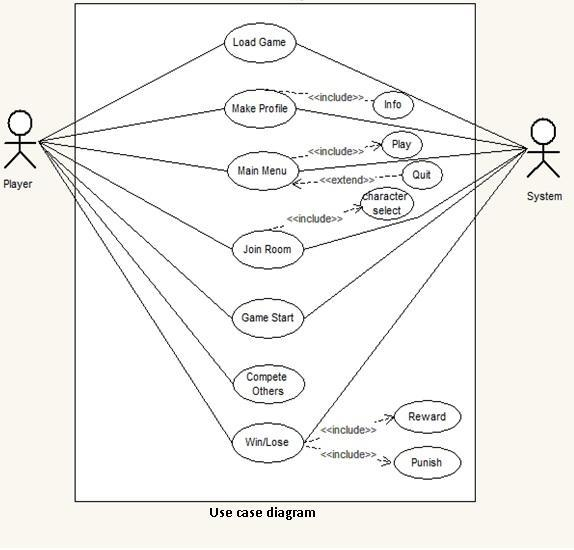 Load Game
Make Profile
<<include>>
Info
Player
Main Menu
<<include>>
Play
<<extend>>
Quit
System
character
select
<<include>>
Join Room
Game Start
Compete
Others
Win/Lose
<<include>>
Reward
<<include>>
Punish
Use case diagram